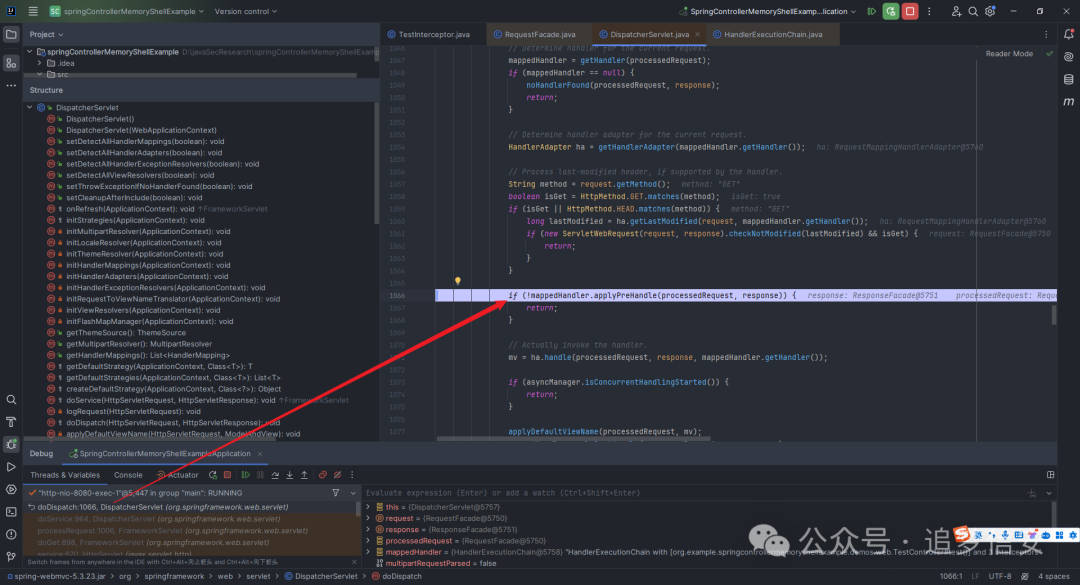 SC springControllerMemoryShellExample
Version control
SpringControllerMemoryShellExamp...lication
Project
springControllerMemoryShellExample D:\javaSecResearch\springControllerMemoryShellExamp
.idea
src
Structure
DispatcherServlet
DispatcherServlet()
DispatcherServlet(WebApplicationContext)
setDetectAllHandlerMappings(boolean): void
setDetectAllHandlerAdapters(boolean): void
setDetectAllHandlerExceptionResolvers(boolean): void
setDetectAllViewResolvers(boolean): void
setThrowExceptionIfNoHandlerFound(boolean): void
setCleanupAfterInclude(boolean): void
onRefresh(ApplicationContext): void ↑FrameworkServlet
initStrategies(ApplicationContext): void
initMultipartResolver(ApplicationContext): void
initLocaleResolver(ApplicationContext): void
initThemeResolver(ApplicationContext): void
initHandlerMappings(ApplicationContext): void
initHandlerAdapters(ApplicationContext): void
initHandlerExceptionResolvers(ApplicationContext): void
initRequestToViewNameTranslator(ApplicationContext): void
initViewResolvers(ApplicationContext): void
initFlashMapManager(ApplicationContext): void
getThemeSource(): ThemeSource
getMultipartResolver(): MultipartResolver
getHandlerMappings(): List<HandlerMapping>
getDefaultStrategy(ApplicationContext, Class<T>): T
getDefaultStrategies(ApplicationContext, Class<T>): List<T>
createDefaultStrategy(ApplicationContext, Class<?>): Object
doService(HttpServletRequest, HttpServletResponse): void ↑FrameworkServlet
logRequest(HttpServletRequest): void
doDispatch(HttpServletRequest, HttpServletResponse): void
applyDefaultViewName(HttpServletRequest, ModelAndView): void
TestInterceptor.java
RequestFacade.java
DispatcherServlet.java
HandlerExecutionChain.java
Reader Mode
1046 // Determine handler for the current request.
1047 mappedHandler = getHandler(processedRequest);
1048 if (mappedHandler == null) {
1049 noHandlerFound(processedRequest, response);
1050 return;
1051 }
1052
1053 // Determine handler adapter for the current request.
1054 HandlerAdapter ha = getHandlerAdapter(mappedHandler.getHandler()); ha: RequestMappingHandlerAdapter@5760
1055
1056 // Process last-modified header, if supported by the handler.
1057 String method = request.getMethod(); method: "GET"
1058 boolean isGet = HttpMethod.GET.matches(method); isGet: true
1059 if (isGet || HttpMethod.HEAD.matches(method)) { method: "GET"
1060 long lastModified = ha.getLastModified(request, mappedHandler.getHandler()); ha: RequestMappingHandlerAdapter@5760
1061 if (new ServletWebRequest(request, response).checkNotModified(lastModified) && isGet) { request: RequestFacade@5750
1062 return;
1063 }
1064 }
1065
1066 if (!mappedHandler.applyPreHandle(processedRequest, response)) { response: ResponseFacade@5751 processedRequest: Reque
1067 return;
1068 }
1069
1070 // Actually invoke the handler.
1071 mv = ha.handle(processedRequest, response, mappedHandler.getHandler());
1072
1073 if (asyncManager.isConcurrentHandlingStarted()) {
1074 return;
1075 }
1076
1077 applyDefaultViewName(processedRequest, mv);
Debug
SpringControllerMemoryShellExampleApplication
Threads & Variables
Console
Actuator
"http-nio-8080-exec-1"@5,447 in group "main": RUNNING
doDispatch:1066, DispatcherServlet (org.springframework.web.servlet)
doService:964, DispatcherServlet (org.springframework.web.servlet)
processRequest:1006, FrameworkServlet (org.springframework.web.servlet)
doGet:898, FrameworkServlet (org.springframework.web.servlet)
service:670, HttpServlet (javax.servlet.http)
Switch frames from anywhere in the IDE with Ctrl+Alt+向上箭头 and Ctrl+Alt+向下箭头
Evaluate expression (Enter) or add a watch (Ctrl+Shift+Enter)
this = {DispatcherServlet@5757}
request = {RequestFacade@5750}
response = {ResponseFacade@5751}
processedRequest = {RequestFacade@5750}
mappedHandler = {HandlerExecutionChain@5758} "HandlerExecutionChain with [org.example.springcontrollermemoryshellexample.demos.web.TestController#test()] and 3 interceptors"
multipartRequestParsed = false
公众号 · 追梦信安
spring-webmvc-5.3.23.jar > org > springframework > web > servlet > DispatcherServlet > doDispatch
1066:1 LF UTF-8 4 spaces